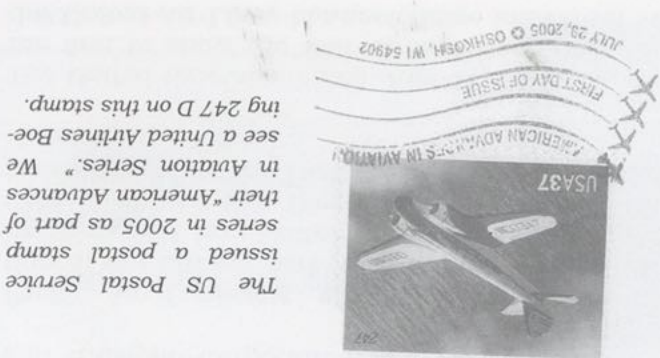 247
USA37
AMERICAN ADVANCES IN AVIATION
FIRST DAY OF ISSUE
JULY 29, 2005 ✪ OSHKOSH, WI 54902
The US Postal Service
issued a postal stamp
series in 2005 as part of
their "American Advances
in Aviation Series." We
see a United Airlines Boe-
ing 247 D on this stamp.